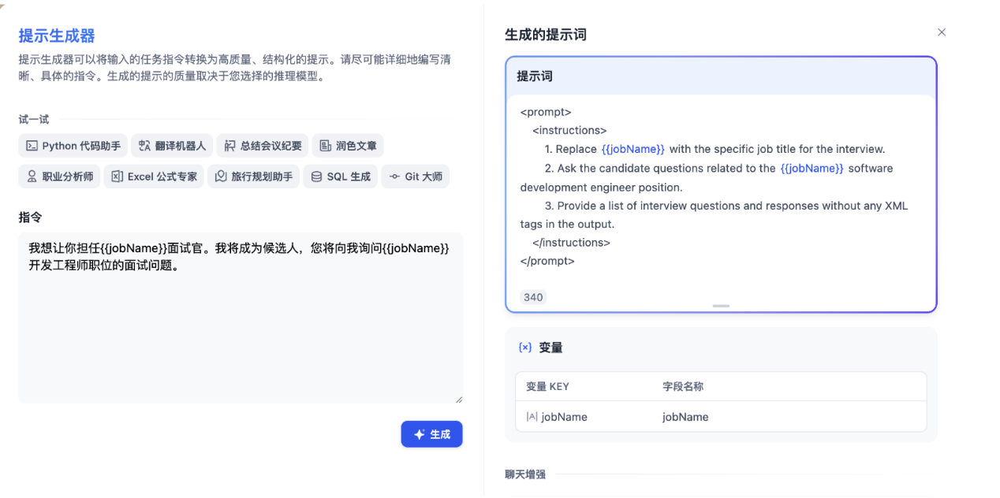 提示生成器
提示生成器可以将输入的任务指令转换为高质量、结构化的提示。请尽可能详细地编写清
晰、具体的指令。生成的提示的质量取决于您选择的推理模型。
试一试
Python 代码助手 翻译机器人 总结会议纪要 润色文章
职业分析师 Excel 公式专家 旅行规划助手 SQL 生成 Git 大师
指令
我想让你担任{{jobName}}面试官。我将成为候选人，您将向我询问{{jobName}}
开发工程师职位的面试问题。
生成
生成的提示词
提示词
<prompt>
<instructions>
1. Replace {{jobName}} with the specific job title for the interview.
2. Ask the candidate questions related to the {{jobName}} software
development engineer position.
3. Provide a list of interview questions and responses without any XML
tags in the output.
</instructions>
</prompt>
340
{x} 变量
变量 KEY 字段名称
|A| jobName jobName
聊天增强